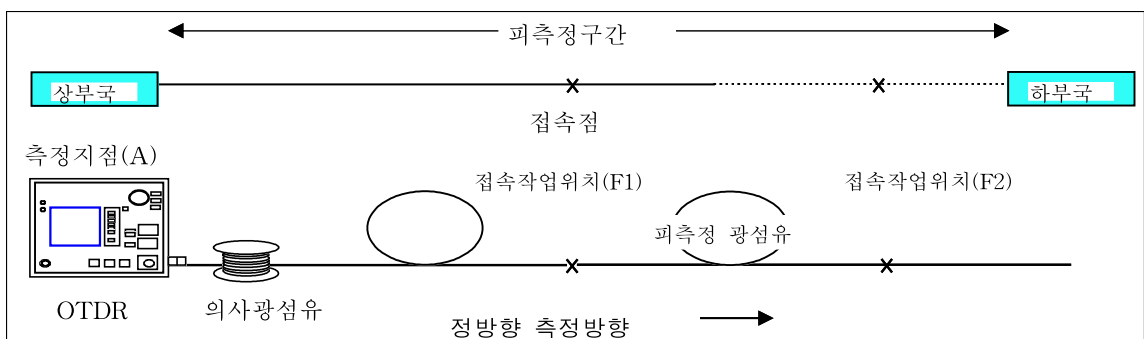 피측정구간
상부국
하부국
접속점
측정지점(A)
접속작업위치(F1)
접속작업위치(F2)
피측정 광섬유
OTDR
의사광섬유
정방향 측정방향